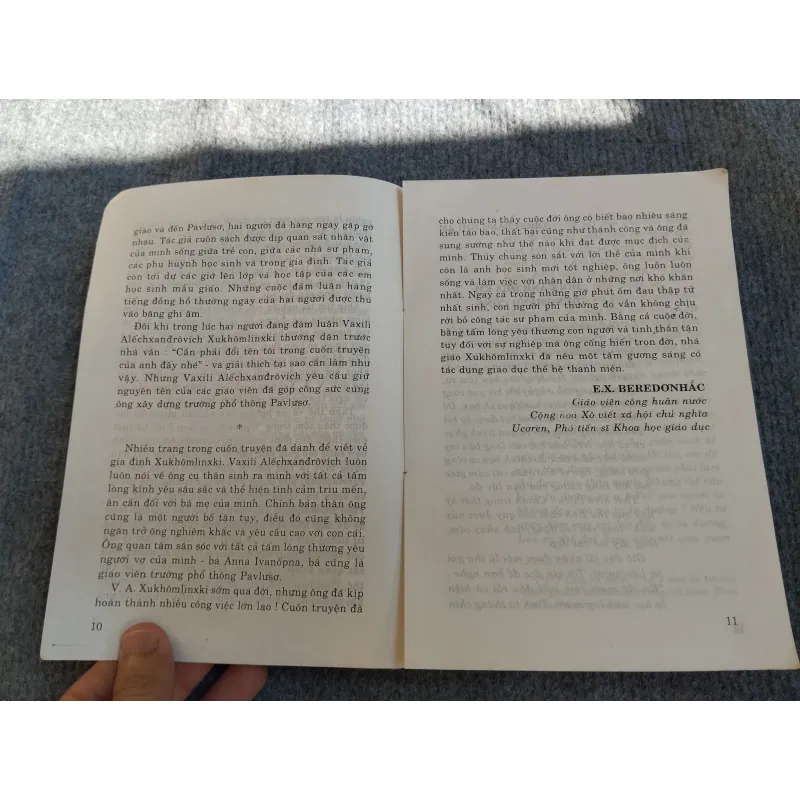 giáo và đến Pavlưsơ, hai người đã hàng ngày gặp gỡ
nhau. Tác giả cuốn sách được dịp quan sát nhân vật
của mình sống giữa trẻ con, giữa các nhà sư phạm,
các phụ huynh học sinh và trong gia đình. Tác giả
còn tới dự các giờ lên lớp và học tập của các em
học sinh mẫu giáo. Những cuộc đàm luận hàng
tiếng đồng hồ thường ngày của hai người được thu
vào băng ghi âm.
Đôi khi trong lúc hai người đang đàm luận Vaxili
Alếchxanđrôvich Xukhômlinxki thường dặn trước
nhà văn : "Cần phải đổi tên tôi trong cuốn truyện
của anh đấy nhé" - và giải thích tại sao cần làm như
vậy. Nhưng Vaxili Alếchxanđrôvich yêu cầu giữ
nguyên tên của các giáo viên đã góp công sức cùng
ông xây dựng trường phổ thông Pavlưsơ.
*
Nhiều trang trong cuốn truyện đã dành để viết về
gia đình Xukhômlinxki. Vaxili Alếchxanđrôvich luôn
luôn nói về ông cụ thân sinh ra mình với tất cả tấm
lòng kính yêu sâu sắc và thể hiện tình cảm trìu mến,
ân cần đối với bà mẹ của mình. Chính bản thân ông
cũng là một người bố tận tụy, điều đó cũng không
ngăn trở ông nghiêm khắc và yêu cầu cao với con cái.
Ông quan tâm săn sóc với tất cả tấm lòng thương yêu
người vợ của mình - bà Anna Ivanốpna, bà cũng là
giáo viên trường phổ thông Pavlưsơ.
V. A. Xukhômlinxki sớm qua đời, nhưng ông đã kịp
hoàn thành nhiều công việc lớn lao ! Cuốn truyện đã
10
cho chúng ta thấy cuộc đời ông có biết bao nhiêu sáng
kiến táo bạo, thất bại cũng như thành công và ông đã
sung sướng như thế nào khi đạt được mục đích của
mình. Thủy chung son sắt với lời thề của mình khi
còn là anh học sinh mới tốt nghiệp, ông luôn luôn
sống và làm việc với nhân dân ở những nơi khó khăn
nhất. Ngay cả trong những giờ phút ốm đau thập tử
nhất sinh, con người phi thường đó vẫn không chịu
rời bỏ công tác sư phạm của mình. Bằng cả cuộc đời,
bằng tấm lòng yêu thương con người và tinh thần tận
tụy đối với sự nghiệp mà ông cống hiến trọn đời, nhà
giáo Xukhômlinxki đã nêu một tấm gương sáng có
tác dụng giáo dục thế hệ thanh niên.
E.X. BEREDƠNHẮC
Giáo viên công huân nước
Cộng hòa Xô viết xã hội chủ nghĩa
Ucơren, Phó tiến sĩ Khoa học giáo dục
11